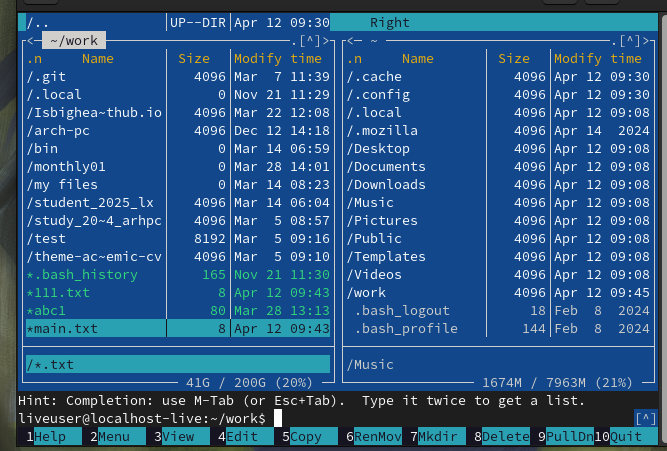 /.. UP--DIR Apr 12 09:30 Right
<─ ~/work .[^]>
.n Name Size Modify time
/.git 4096 Mar 7 11:39
/.local 0 Nov 21 11:29
/Isbighea~thub.io 4096 Mar 22 12:08
/arch-pc 4096 Dec 12 14:18
/bin 0 Mar 14 06:59
/monthly01 0 Mar 28 14:01
/my files 0 Mar 14 08:23
/student_2025_lx 4096 Mar 14 06:04
/study_20~4_arhpc 4096 Mar 5 08:57
/test 8192 Mar 5 09:16
/theme-ac~emic-cv 4096 Mar 5 09:10
*.bash_history 165 Nov 21 11:30
*111.txt 8 Apr 12 09:43
*abc1 80 Mar 28 13:13
*main.txt 8 Apr 12 09:43
/*.txt
41G / 200G (20%)
<─ ~ .[^]>
.n Name Size Modify time
/.cache 4096 Apr 12 09:30
/.config 4096 Apr 12 09:30
/.local 4096 Apr 12 09:08
/.mozilla 4096 Apr 14 2024
/Desktop 4096 Apr 12 09:08
/Documents 4096 Apr 12 09:08
/Downloads 4096 Apr 12 09:08
/Music 4096 Apr 12 09:08
/Pictures 4096 Apr 12 09:08
/Public 4096 Apr 12 09:08
/Templates 4096 Apr 12 09:08
/Videos 4096 Apr 12 09:08
/work 4096 Apr 12 09:45
.bash_logout 18 Feb 8 2024
.bash_profile 144 Feb 8 2024
/Music
1674M / 7963M (21%)
Hint: Completion: use M-Tab (or Esc+Tab). Type it twice to get a list.
liveuser@localhost-live:~/work$ [^]
1Help 2Menu 3View 4Edit 5Copy 6RenMov 7Mkdir 8Delete 9PullDn 10Quit